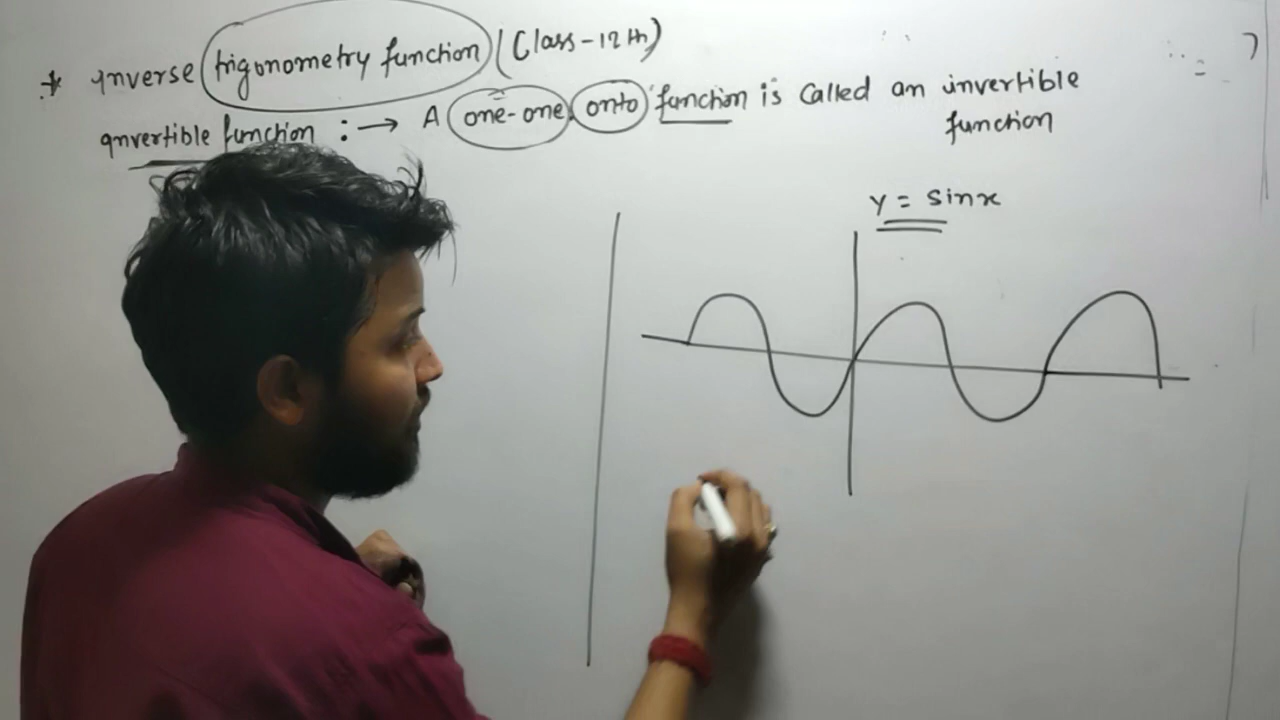 * Inverse trigonometry function (Class-12th)
Invertible function :→ A one-one, onto function is called an invertible
function
y = sinx